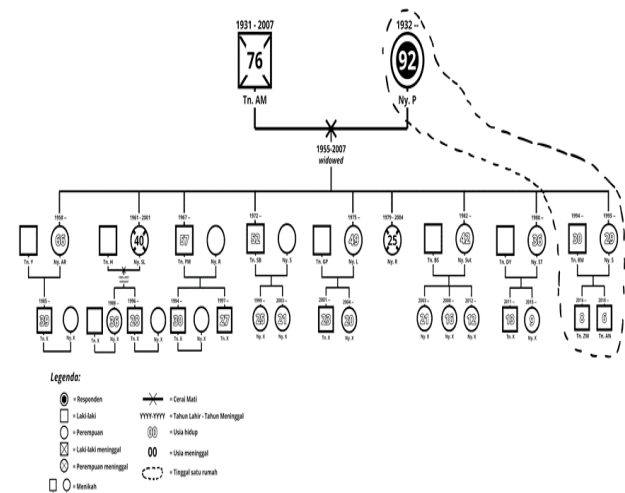 1931 - 2007
1932 --
76
92
Tn. AM
Ny. P
1955-2007
widowed
1958 --
1961 - 2001
1967 --
1972 --
1975 --
1979 - 2004
1982 --
1988 --
1994 --
1995 --
66
40
57
52
49
25
42
36
30
29
Tn. Y
Ny. AR
Tn. H
Ny. SL
Tn. PM
Ny. R
Tn. SB
Ny. S
Tn. GP
Ny. L
Ny. R
Tn. BS
Ny. Sut
Tn. DY
Ny. ST
Tn. RW
Ny. S
1985 --
1988 --
1996 --
1994 --
1997 --
1999 --
2003 --
2001 --
2004 --
2003 --
2006 --
2012 --
2011 --
2015 --
2016 --
39
36
28
30
27
25
21
23
20
21
18
12
13
9
8
6
Tn. X
Ny. X
Tn. X
Ny. X
Tn. X
Ny. X
Tn. X
Ny. X
Tn. X
Ny. X
Ny. X
Tn. X
Ny. X
Ny. X
Ny. X
Ny. X
Tn. X
Ny. X
Tn. ZM
Tn. AN
Legenda:
= Responden
= Laki-laki
= Perempuan
= Laki-laki meninggal
= Perempuan meninggal
= Menikah
= Cerai Mati
YYYY-YYYY = Tahun Lahir - Tahun Meninggal
00 = Usia hidup
00 = Usia meninggal
= Tinggal satu rumah